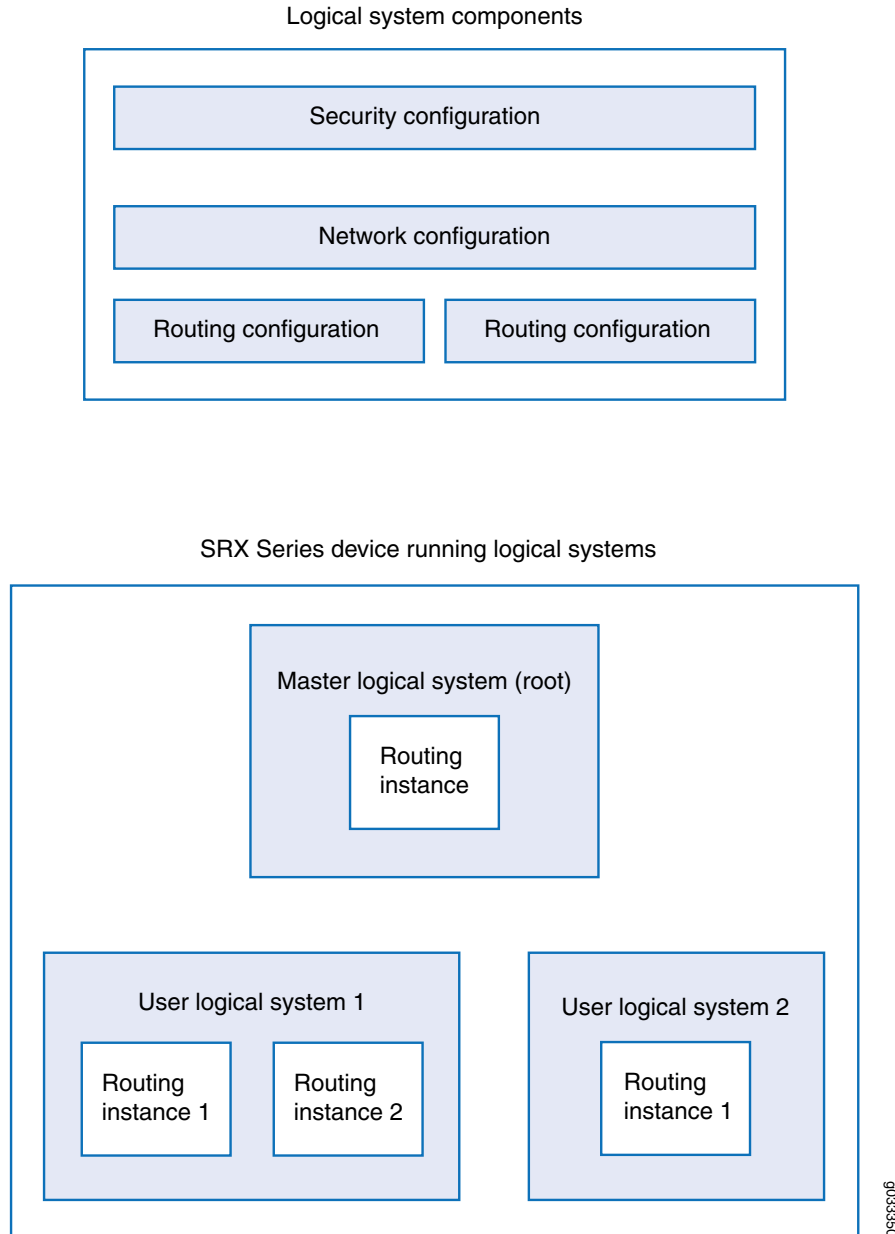 Logical system components
Security configuration
Network configuration
Routing configuration
Routing configuration
SRX Series device running logical systems
Master logical system (root)
Routing
instance
User logical system 1
Routing
instance 1
Routing
instance 2
User logical system 2
Routing
instance 1